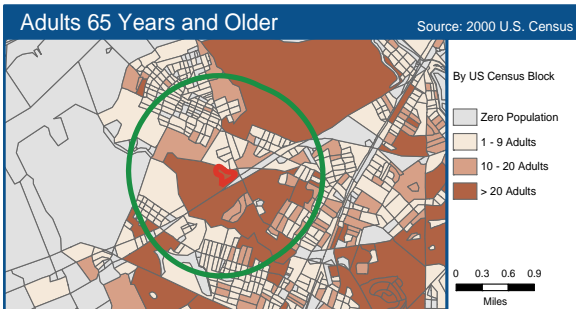 Adults 65 Years and Older
Source: 2000 U.S. Census
By US Census Block
Zero Population
1 - 9 Adults
10 - 20 Adults
> 20 Adults
0 0.3 0.6 0.9
Miles